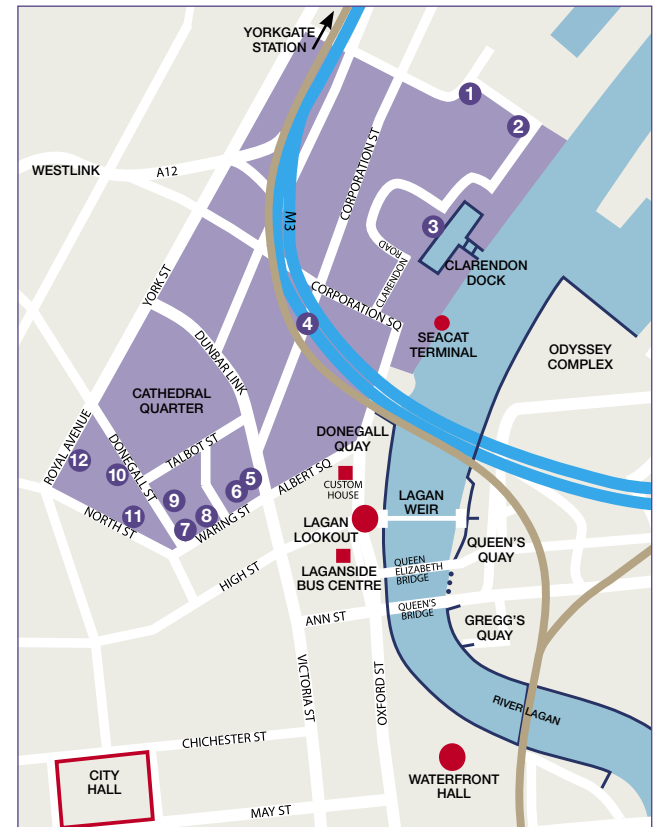 YORKGATE
STATION
1
2
WESTLINK
A12
CORPORATION ST
M3
3
CLARENDON
ROAD
CLARENDON
DOCK
YORK ST
CORPORATION SQ
4
SEACAT
TERMINAL
ODYSSEY
COMPLEX
DUNBAR LINK
CATHEDRAL
QUARTER
ROYAL AVENUE
DONEGALL ST
TALBOT ST
DONEGALL
QUAY
12
10
5
6
ALBERT SQ
CUSTOM
HOUSE
9
11
8
7
NORTH ST
WARING ST
LAGAN
WEIR
LAGAN
LOOKOUT
QUEEN'S
QUAY
HIGH ST
LAGANSIDE
BUS CENTRE
QUEEN
ELIZABETH
BRIDGE
ANN ST
QUEEN'S
BRIDGE
GREGG'S
QUAY
VICTORIA ST
OXFORD ST
RIVER LAGAN
CHICHESTER ST
CITY
HALL
WATERFRONT
HALL
MAY ST